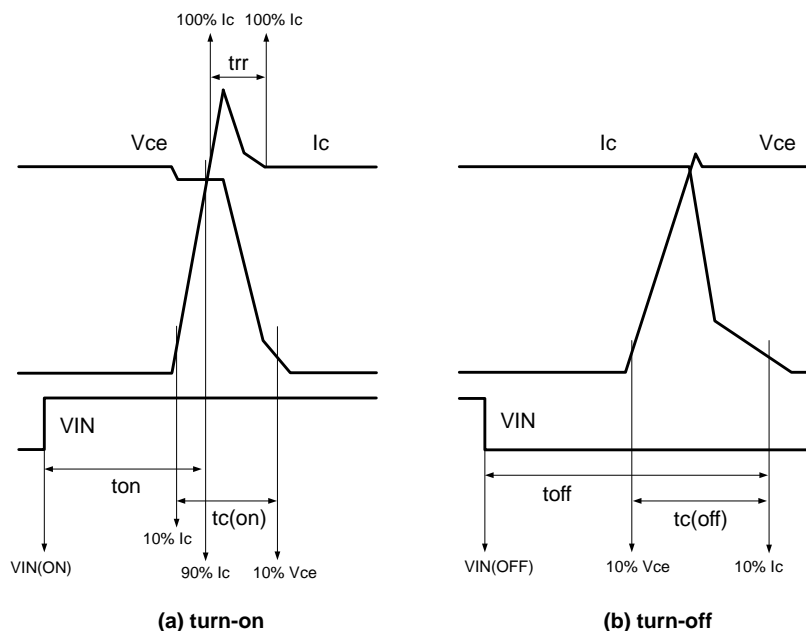 100% Ic 100% Ic
trr
Vce Ic
VIN
ton
10% Ic
tc(on)
VIN(ON)
90% Ic
10% Vce
(a) turn-on
Ic Vce
VIN
toff
tc(off)
VIN(OFF)
10% Vce
10% Ic
(b) turn-off